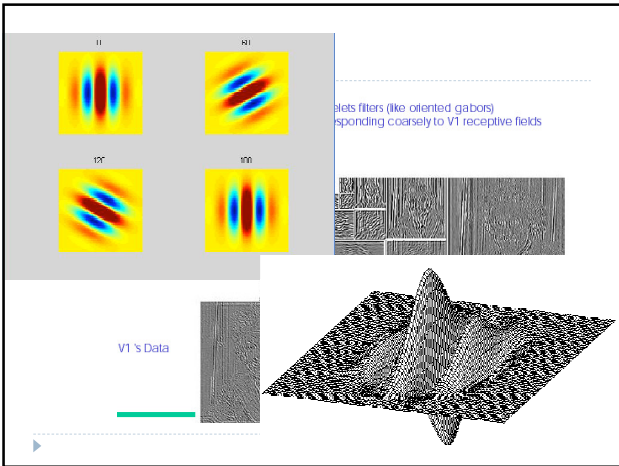 0 60
elets filters (like oriented gabors)
sponding coarsely to V1 receptive fields
120 180
V1 's Data